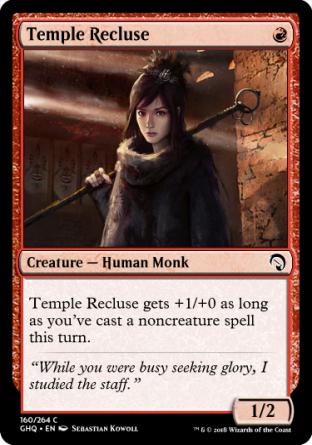 Temple Recluse
Creature — Human Monk
Temple Recluse gets +1/+0 as long
as you've cast a noncreature spell
this turn.
"While you were busy seeking glory, I
studied the staff."
1/2
160/264 C
GHQ • EN Sebastian Kowoll
™ & © 2018 Wizards of the Coast